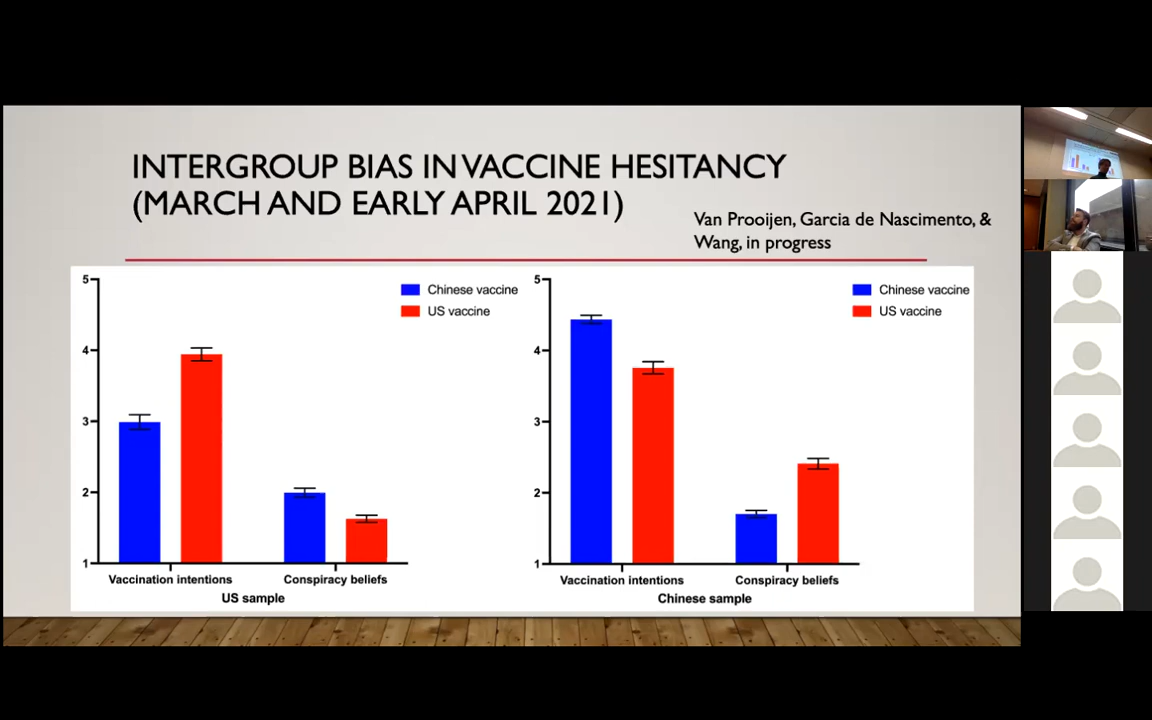 INTERGROUP BIAS IN VACCINE HESITANCY
(MARCH AND EARLY APRIL 2021)
Van Prooijen, Garcia de Nascimento, &
Wang, in progress
5
4
3
2
1
Chinese vaccine
US vaccine
Vaccination intentions
Conspiracy beliefs
US sample
5
4
3
2
1
Chinese vaccine
US vaccine
Vaccination intentions
Conspiracy beliefs
Chinese sample